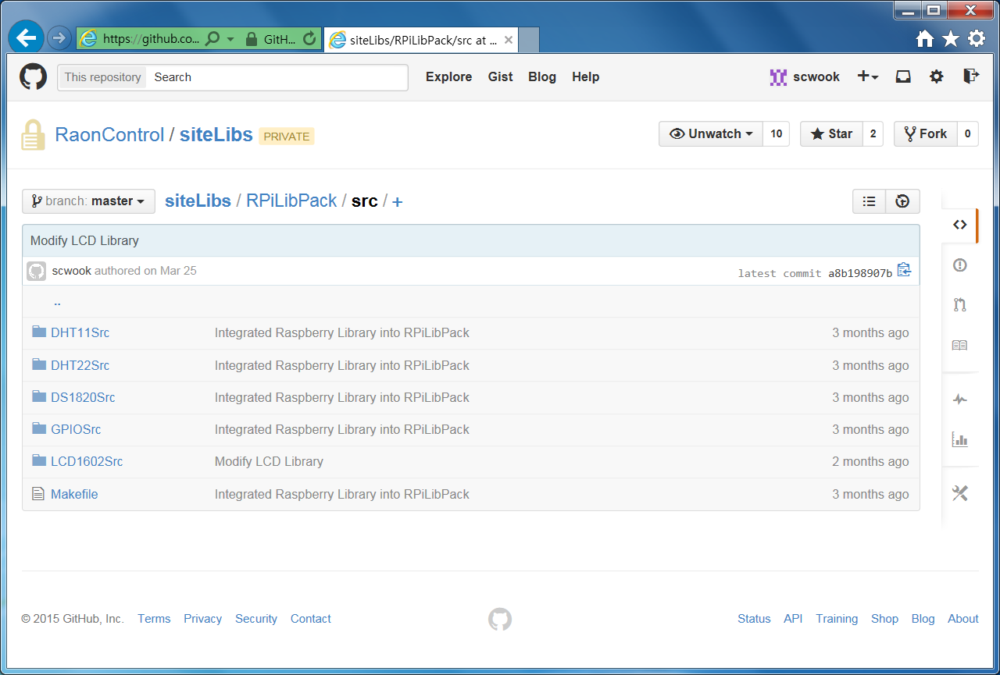 https://github.co... GitH... siteLibs/RPiLibPack/src at ...
This repository Search Explore Gist Blog Help scwook
RaonControl / siteLibs PRIVATE Unwatch 10 Star 2 Fork 0
branch: master siteLibs / RPiLibPack / src / +
Modify LCD Library
scwook authored on Mar 25 latest commit a8b198907b
..
DHT11Src Integrated Raspberry Library into RPiLibPack 3 months ago
DHT22Src Integrated Raspberry Library into RPiLibPack 3 months ago
DS1820Src Integrated Raspberry Library into RPiLibPack 3 months ago
GPIOSrc Integrated Raspberry Library into RPiLibPack 3 months ago
LCD1602Src Modify LCD Library 2 months ago
Makefile Integrated Raspberry Library into RPiLibPack 3 months ago
© 2015 GitHub, Inc. Terms Privacy Security Contact Status API Training Shop Blog About